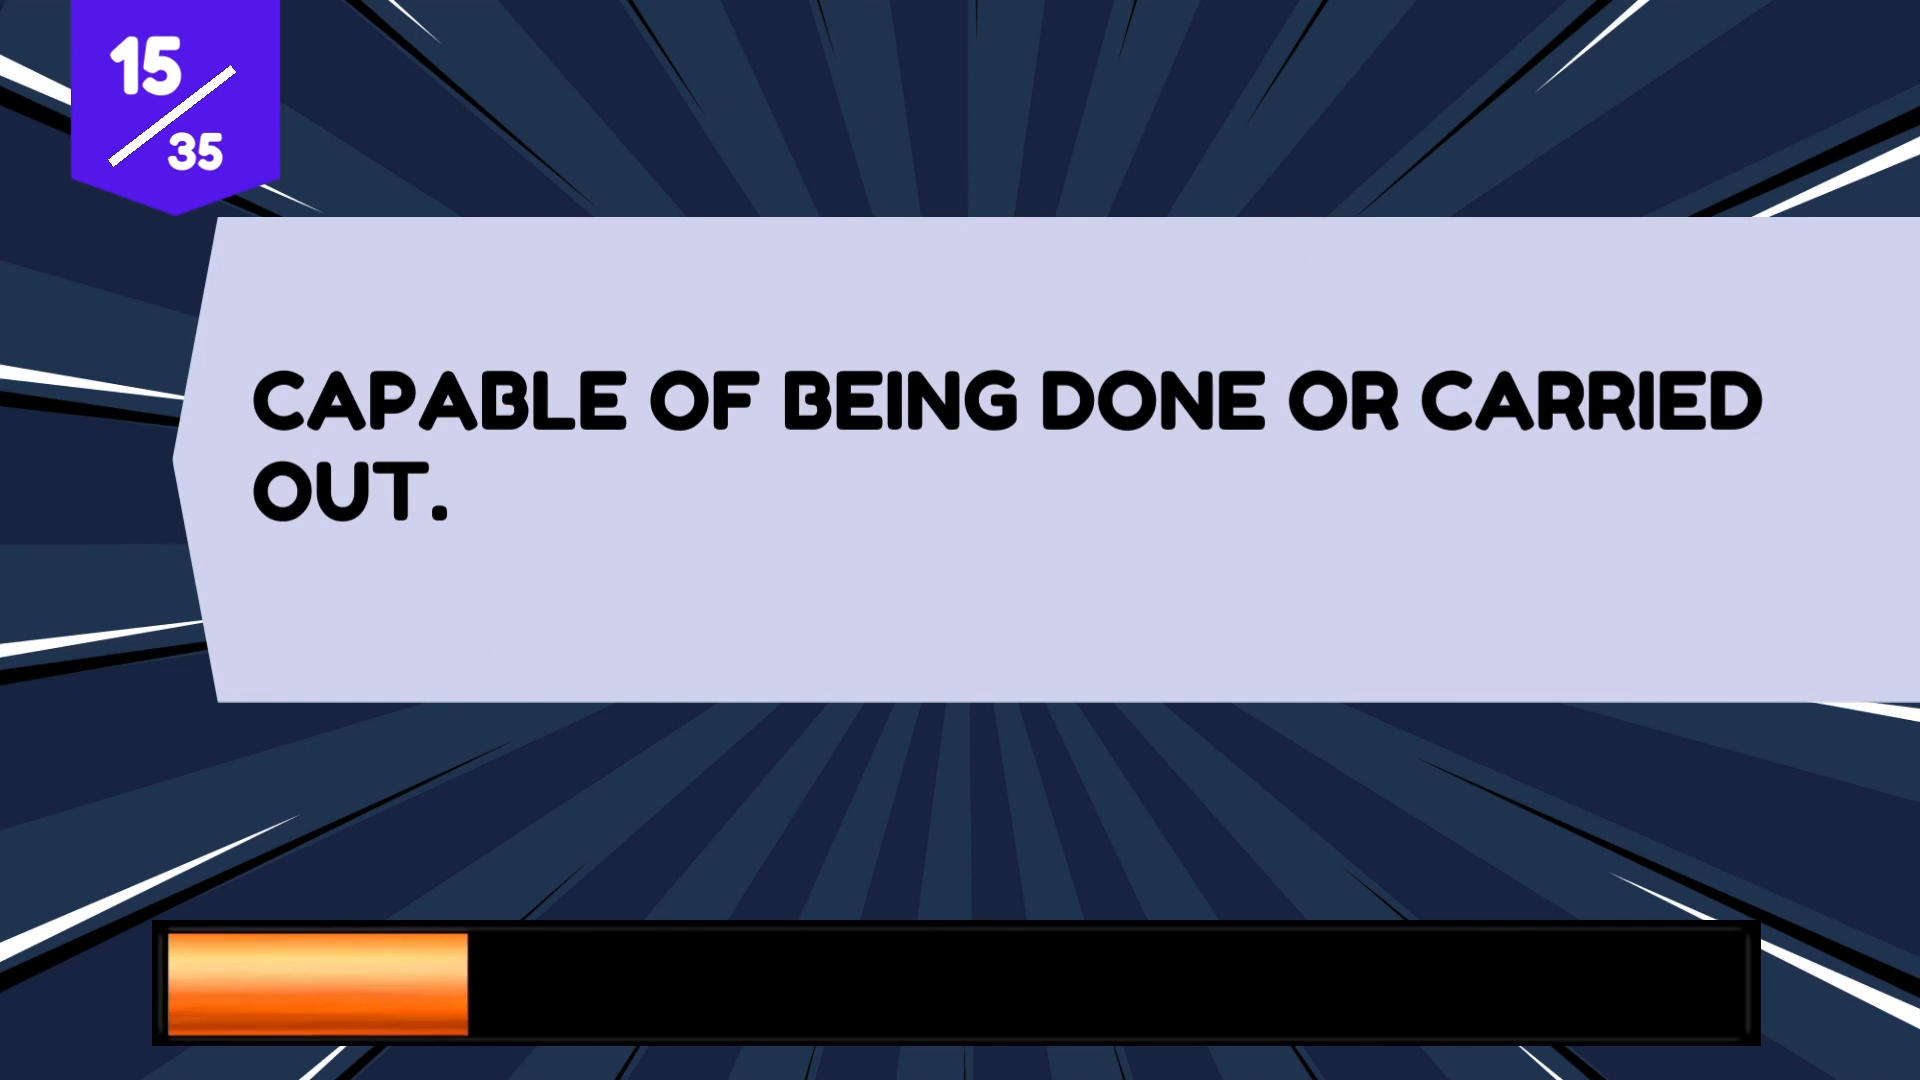 15
35
CAPABLE OF BEING DONE OR CARRIED
OUT.